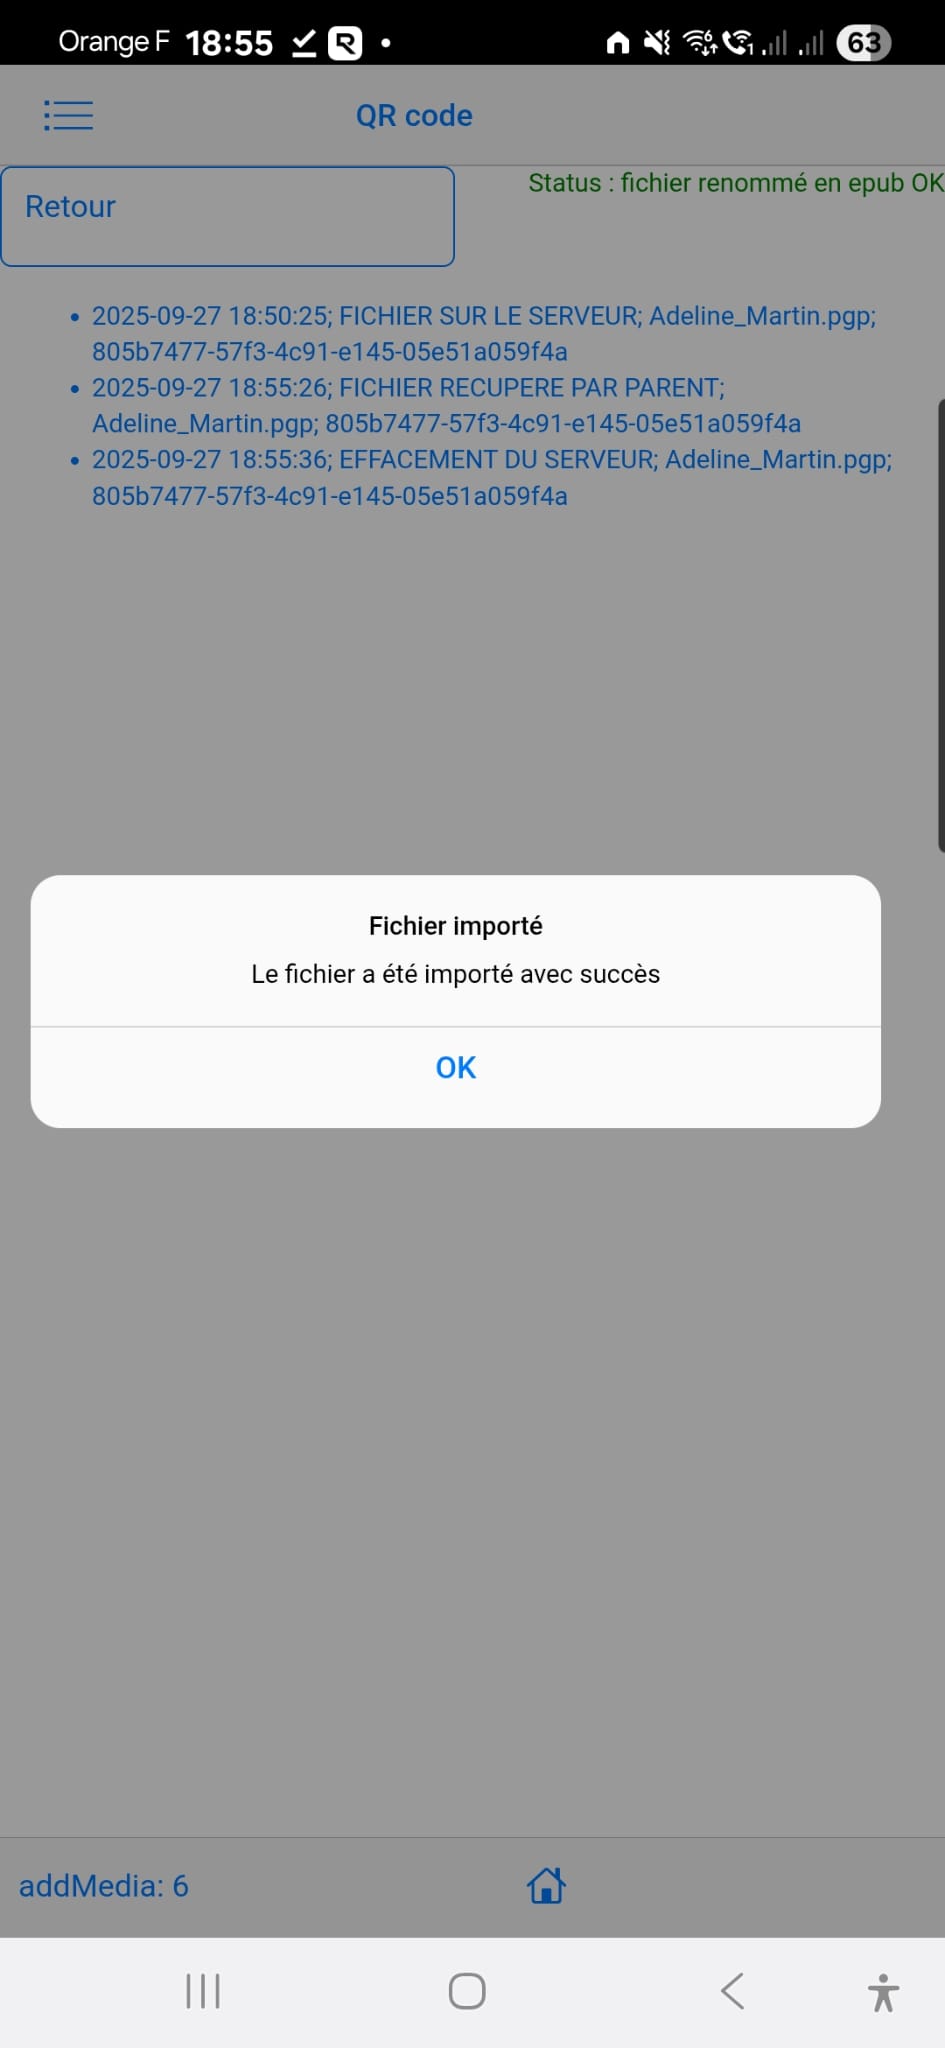 Orange F 18:55
63
QR code
Retour
Status : fichier renommé en epub OK
• 2025-09-27 18:50:25; FICHIER SUR LE SERVEUR; Adeline_Martin.pgp;
805b7477-57f3-4c91-e145-05e51a059f4a
• 2025-09-27 18:55:26; FICHIER RECUPERE PAR PARENT;
Adeline_Martin.pgp; 805b7477-57f3-4c91-e145-05e51a059f4a
• 2025-09-27 18:55:36; EFFACEMENT DU SERVEUR; Adeline_Martin.pgp;
805b7477-57f3-4c91-e145-05e51a059f4a
Fichier importé
Le fichier a été importé avec succès
OK
addMedia: 6